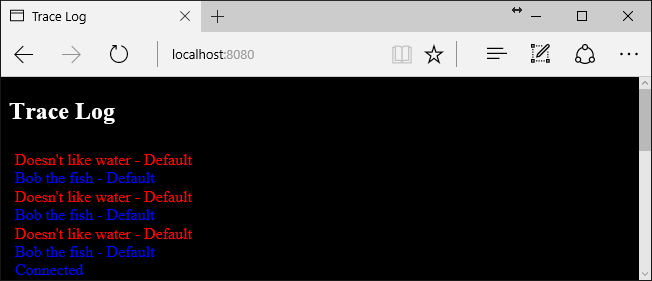 Trace Log
localhost:8080
Trace Log
Doesn't like water - Default
Bob the fish - Default
Doesn't like water - Default
Bob the fish - Default
Doesn't like water - Default
Bob the fish - Default
Connected